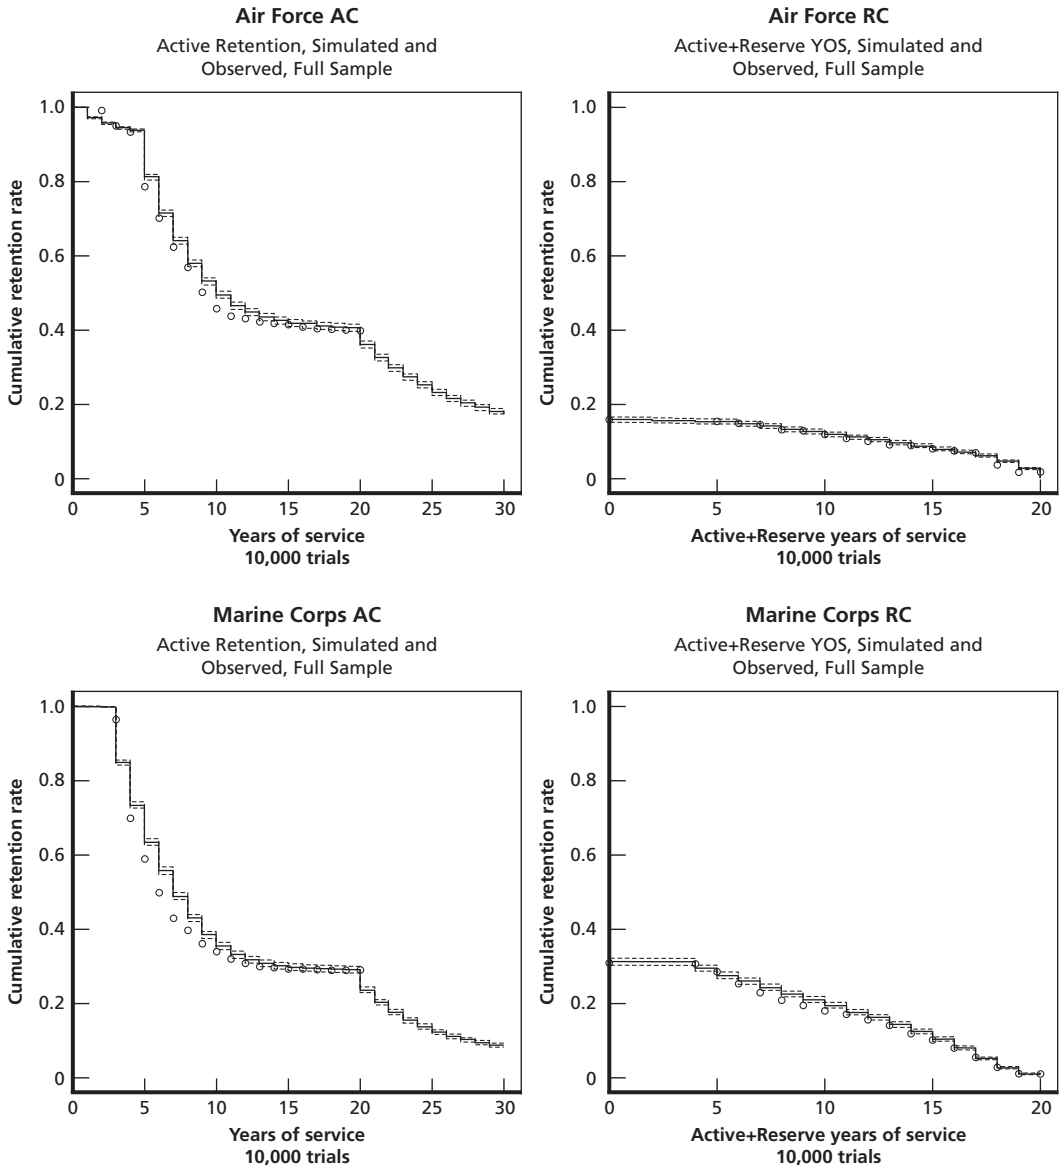 Air Force AC
Active Retention, Simulated and
Observed, Full Sample
Cumulative retention rate
1.0
0.8
0.6
0.4
0.2
0
0 5 10 15 20 25 30
Years of service
10,000 trials
Air Force RC
Active+Reserve YOS, Simulated and
Observed, Full Sample
Cumulative retention rate
1.0
0.8
0.6
0.4
0.2
0
0 5 10 15 20
Active+Reserve years of service
10,000 trials
Marine Corps AC
Active Retention, Simulated and
Observed, Full Sample
Cumulative retention rate
1.0
0.8
0.6
0.4
0.2
0
0 5 10 15 20 25 30
Years of service
10,000 trials
Marine Corps RC
Active+Reserve YOS, Simulated and
Observed, Full Sample
Cumulative retention rate
1.0
0.8
0.6
0.4
0.2
0
0 5 10 15 20
Active+Reserve years of service
10,000 trials